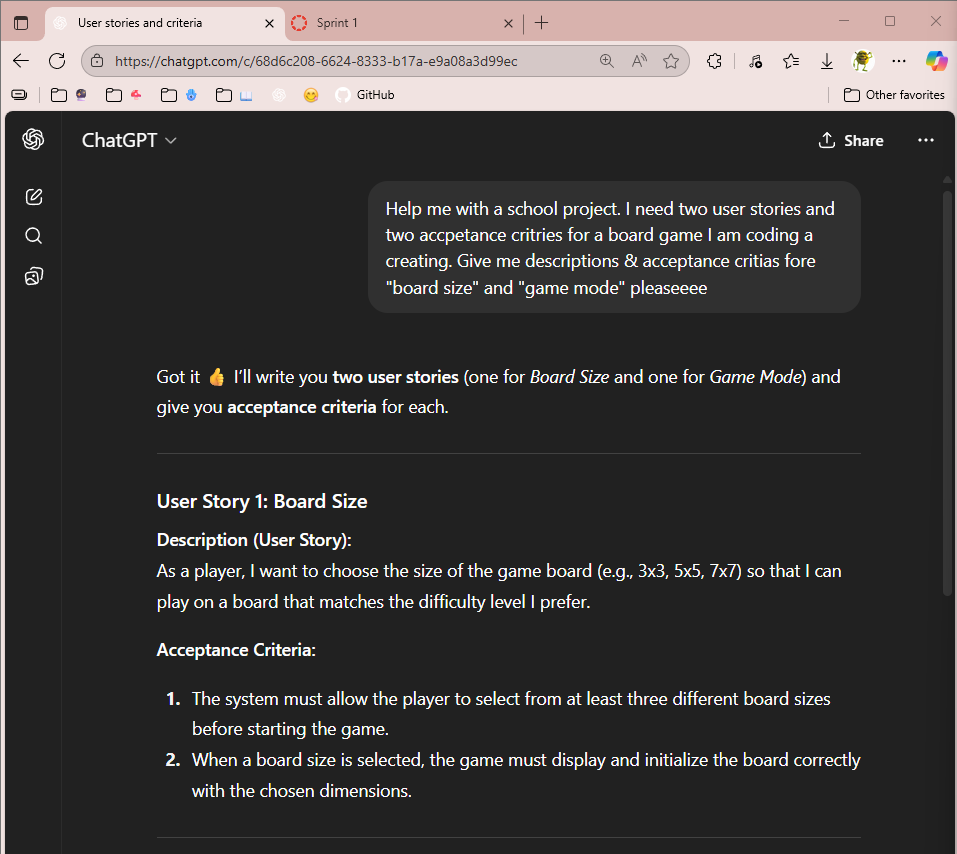 User stories and criteria
Sprint 1
https://chatgpt.com/c/68d6c208-6624-8333-b17a-e9a08a3d99ec
GitHub
Other favorites
ChatGPT
Share
Help me with a school project. I need two user stories and
two accpetance critries for a board game I am coding a
creating. Give me descriptions & acceptance critias fore
"board size" and "game mode" pleaseeee
Got it 👍 I'll write you two user stories (one for Board Size and one for Game Mode) and
give you acceptance criteria for each.
User Story 1: Board Size
Description (User Story):
As a player, I want to choose the size of the game board (e.g., 3x3, 5x5, 7x7) so that I can
play on a board that matches the difficulty level I prefer.
Acceptance Criteria:
1. The system must allow the player to select from at least three different board sizes
before starting the game.
2. When a board size is selected, the game must display and initialize the board correctly
with the chosen dimensions.